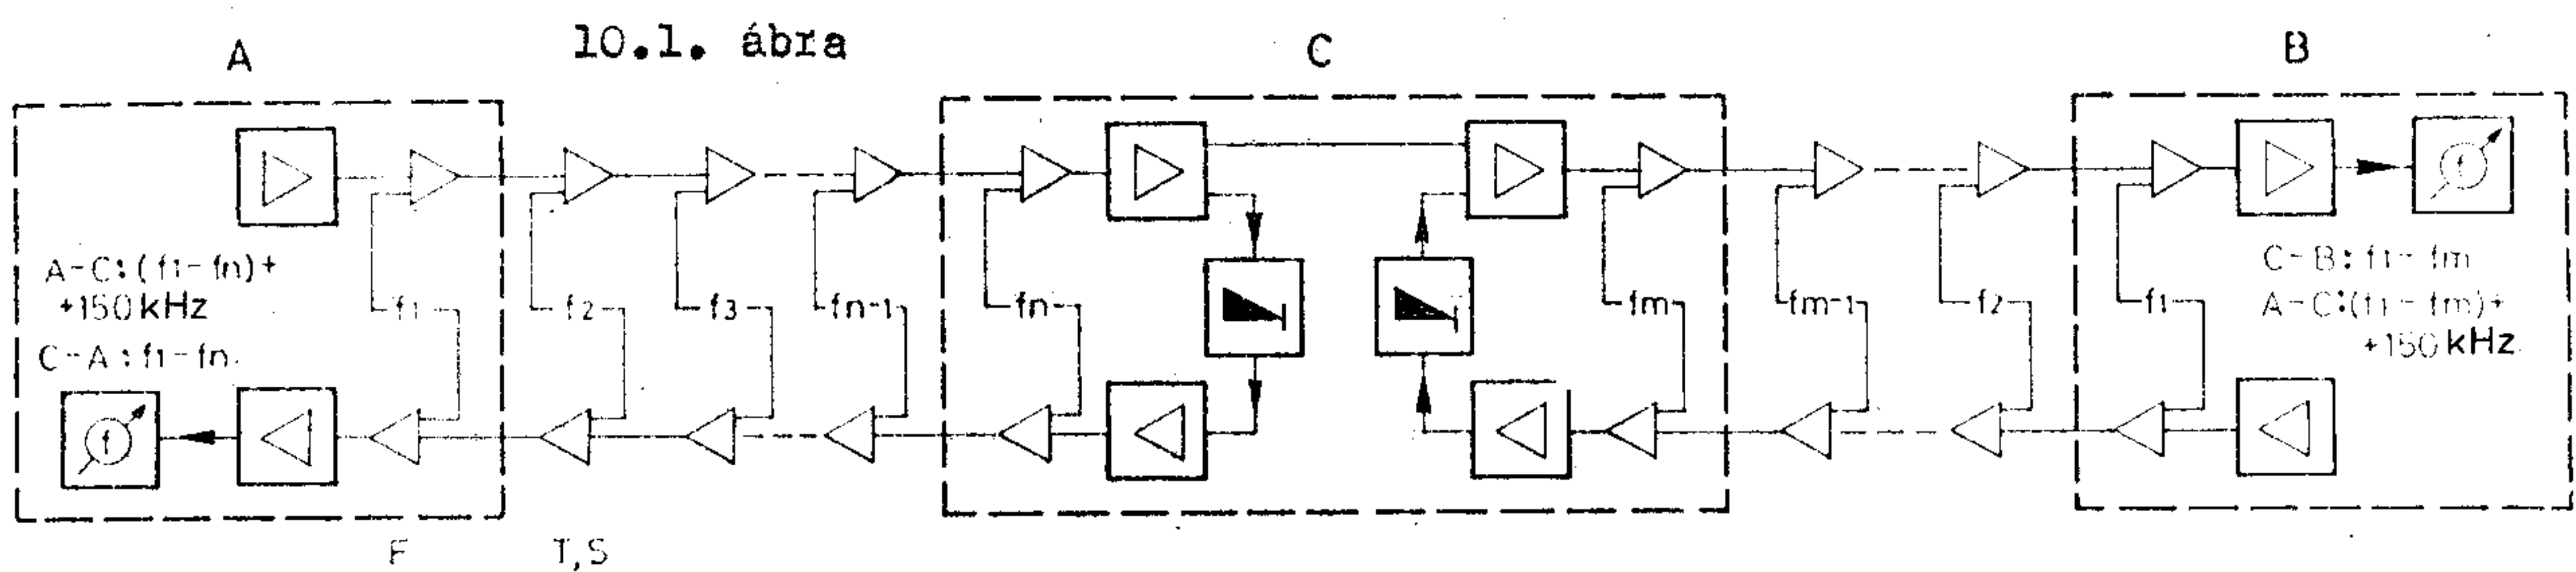 10.1. ábra
A
C
B
A-C: (f1-fn)+
+150 kHz
C-A: f1-fn
f1
f2
f3
fn-1
fn
fm
fm-1
f2
f1
C-B: f1-fm
A-C: (f1-fm)+
+150 kHz
f
f
F
T,S